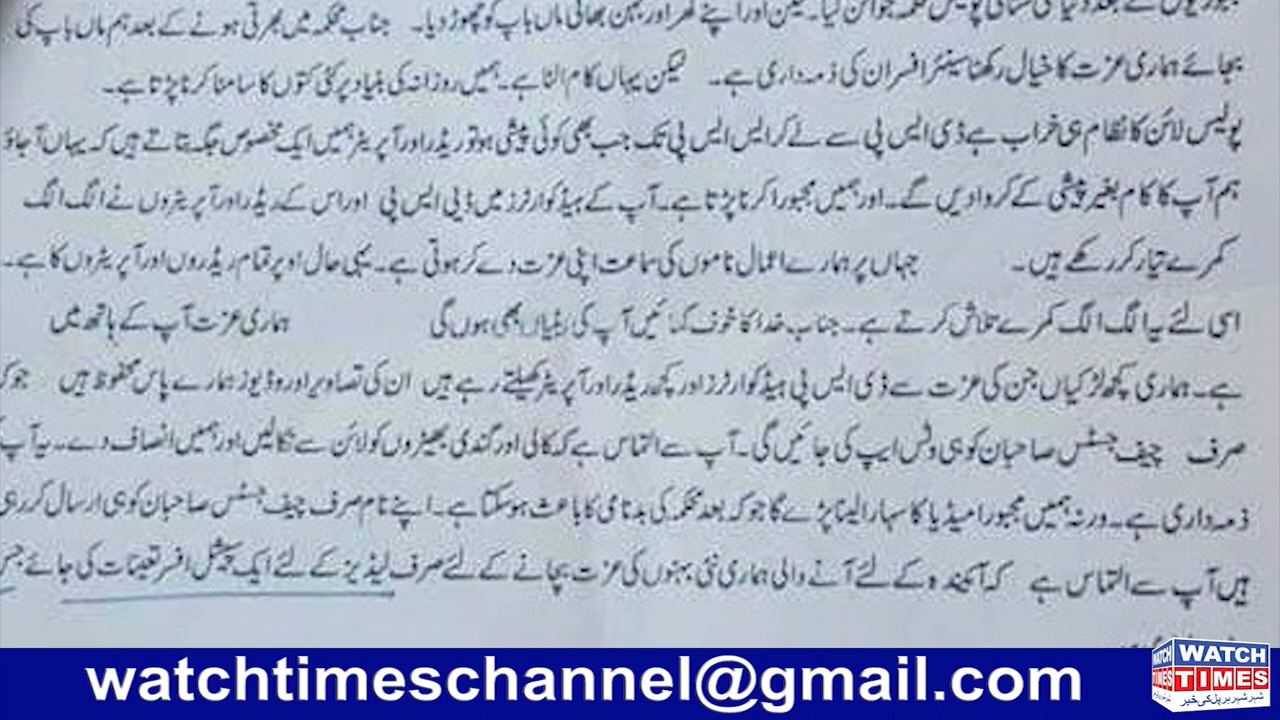 مجبوریوں کے بعد دنیا کی مثالی پولیس محکمہ جوائن کیا۔ لیکن اور اپنے گھر اور بہن بھائی ماں باپ کو چھوڑ دیا۔ جناب محکمہ میں بھرتی ہونے کے بعد ہم ماں باپ کی
بجائے ہماری عزت کا خیال رکھنا سینئر افسران کی ذمہ داری ہے۔ لیکن یہاں کام الٹا ہے۔ ہمیں روزانہ کی بنیاد پر کئی کتوں کا سامنا کرنا پڑتا ہے۔
پولیس لائن کا نظام ہی خراب ہے ڈی ایس پی سے لے کر ایس ایس پی تک جب بھی کوئی پیشی ہو تو ریڈر اور آپریٹر ہمیں ایک مخصوص جگہ بتاتے ہیں کہ یہاں آ جاؤ
ہم آپ کا کام بغیر پیشی کے کروا دیں گے۔ اور ہمیں مجبورا کرنا پڑتا ہے۔ آپ کے ہیڈ کوارٹرز میں ڈی ایس پی اور اس کے ریڈر اور آپریٹروں نے الگ الگ
کمرے تیار کر رکھے ہیں۔ جہاں پر ہمارے اعمال ناموں کی سماعت اپنی عزت دے کر ہوتی ہے۔ یہی حال اوپر تمام ریڈروں اور آپریٹروں کا ہے۔
اسی لئے یہ الگ الگ کمرے تلاش کرتے ہے۔ جناب خدا کا خوف کھائیں آپ کی بیٹیاں بھی ہوں گی ہماری عزت آپ کے ہاتھ میں
ہے۔ ہماری کچھ لڑکیاں جن کی عزت سے ڈی ایس پی ہیڈ کوارٹرز اور کچھ ریڈر اور آپریٹر کھیلتے رہے ہیں ان کی تصاویر اور وڈیوز ہمارے پاس محفوظ ہیں جو کہ
صرف چیف جسٹس صاحبان کو ہی وٹس ایپ کی جائیں گی۔ آپ سے التماس ہے کہ کالی اور گندی بھیڑوں کو لائن سے نکالیں اور ہمیں انصاف دے۔ یہ آپ
ذمہ داری ہے۔ ورنہ ہمیں مجبورا میڈیا کا سہارا لینا پڑے گا جو کہ بعد محکمہ کی بدنامی کا باعث ہو سکتا ہے۔ اپنے نام صرف چیف جسٹس صاحبان کو ہی ارسال کر رہی
ہیں آپ سے التماس ہے کہ آئندہ کے لئے آنے والی ہماری نئی بہنوں کی عزت بچانے کے لئے صرف لیڈیز کے لئے ایک سپیشل افسر تعینات کی جائے جس
watchtimeschannel@gmail.com
WATCH TIMES
WATCH
TIMES
شہر شہر ہر پل کی خبر